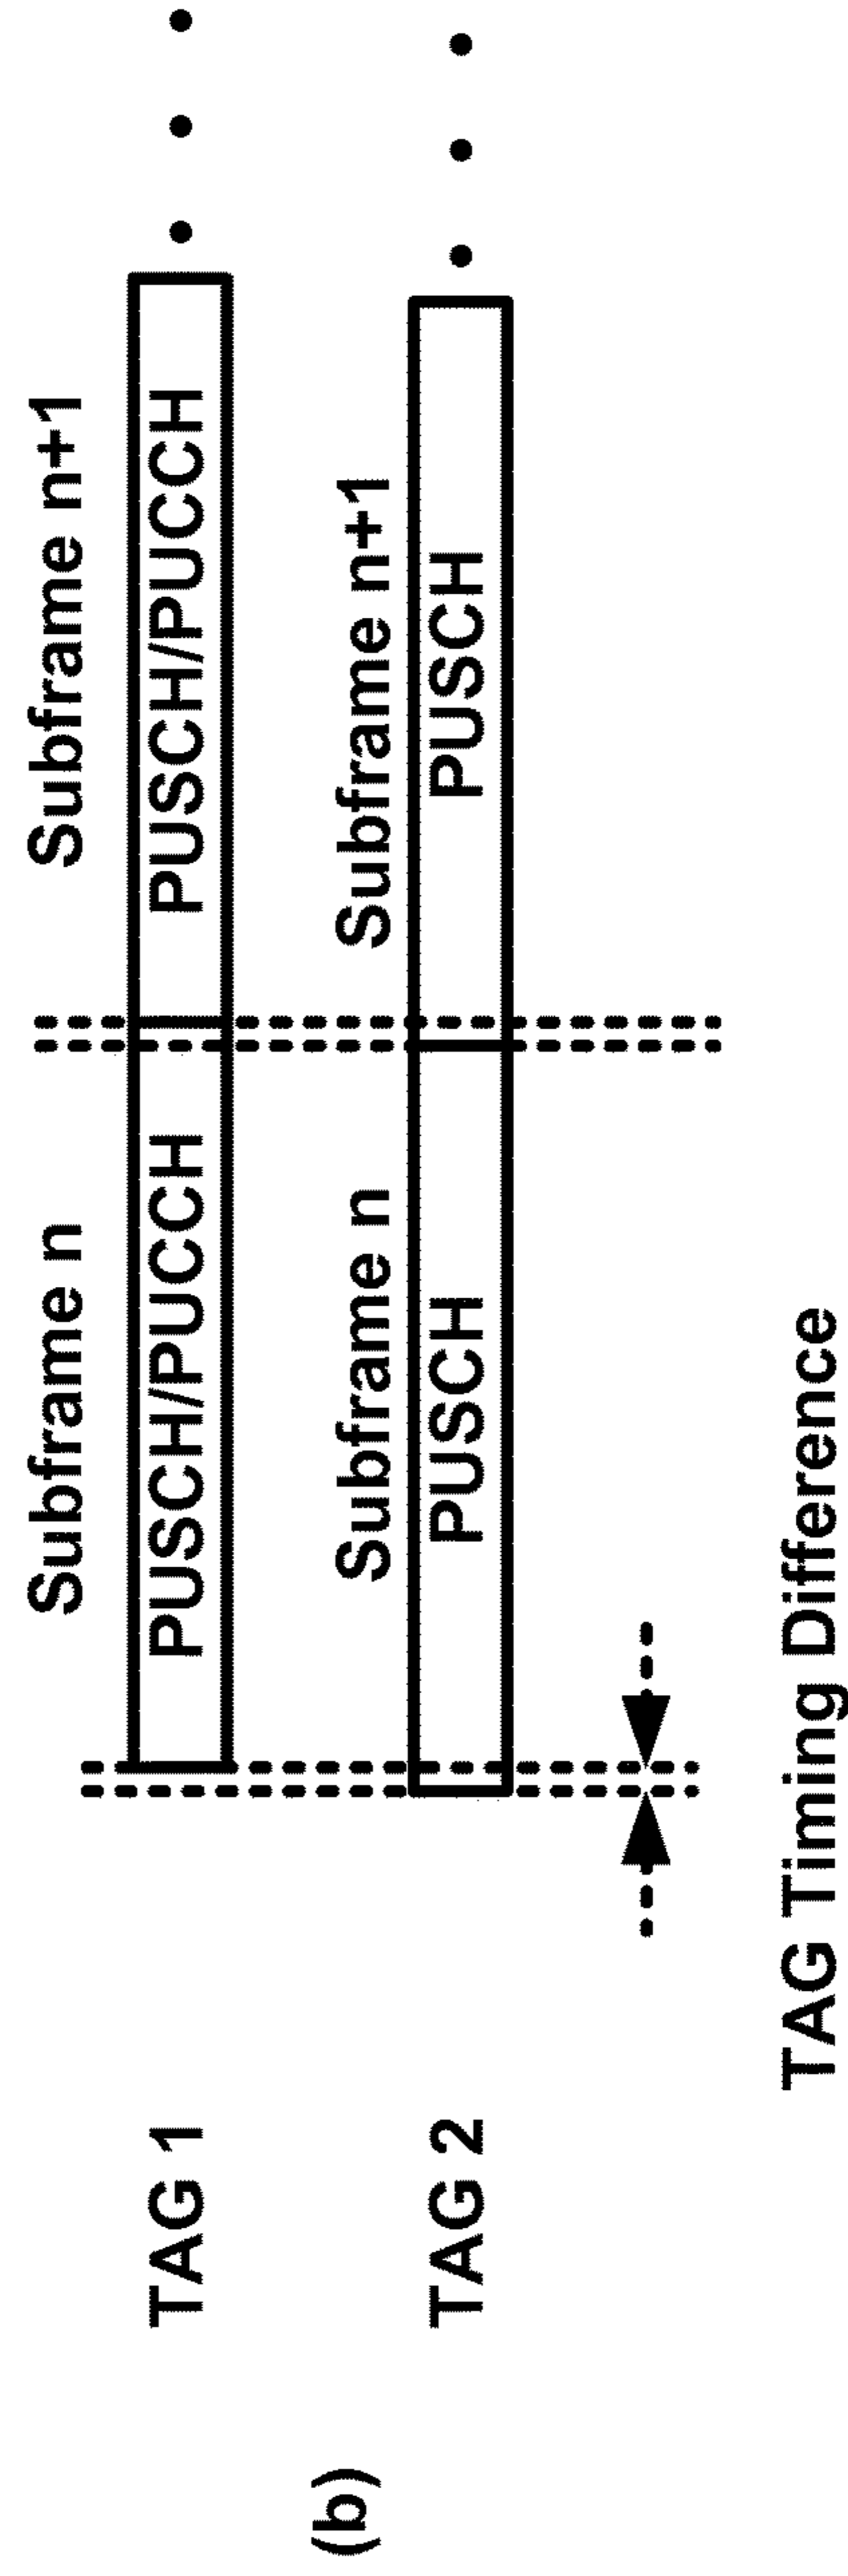 Subframe n
Subframe n+1
TAG 1
PUSCH/PUCCH
PUSCH/PUCCH
(b)
Subframe n
Subframe n+1
TAG 2
PUSCH
PUSCH
TAG Timing Difference